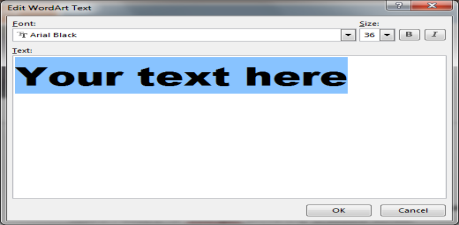 Edit WordArt Text
Font:
Size:
Arial Black
36
B
I
Text:
Your text here
OK
Cancel